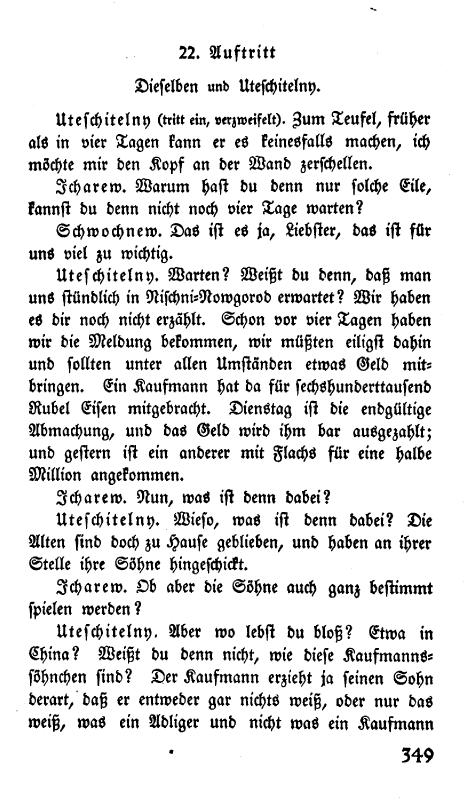 22. Auftritt
Dieselben und Uteschitelny.
Uteschitelny (tritt ein, verzweifelt). Zum Teufel, früher
als in vier Tagen kann er es keinesfalls machen, ich
möchte mir den Kopf an der Wand zerschellen.
Icharew. Warum hast du denn nur solche Eile,
kannst du denn nicht noch vier Tage warten?
Schwochnew. Das ist es ja, Liebster, das ist für
uns viel zu wichtig.
Uteschitelny. Warten? Weißt du denn, daß man
uns stündlich in Nischni-Nowgorod erwartet? Wir haben
es dir noch nicht erzählt. Schon vor vier Tagen haben
wir die Meldung bekommen, wir müßten eiligst dahin
und sollten unter allen Umständen etwas Geld mit-
bringen. Ein Kaufmann hat da für sechshunderttausend
Rubel Eisen mitgebracht. Dienstag ist die endgültige
Abmachung, und das Geld wird ihm bar ausgezahlt;
und gestern ist ein anderer mit Flachs für eine halbe
Million angekommen.
Icharew. Nun, was ist denn dabei?
Uteschitelny. Wieso, was ist denn dabei? Die
Alten sind doch zu Hause geblieben, und haben an ihrer
Stelle ihre Söhne hingeschickt.
Icharew. Ob aber die Söhne auch ganz bestimmt
spielen werden?
Uteschitelny. Aber wo lebst du bloß? Etwa in
China? Weißt du denn nicht, wie diese Kaufmanns-
söhnchen sind? Der Kaufmann erzieht ja seinen Sohn
derart, daß er entweder gar nichts weiß, oder nur das
weiß, was ein Adliger und nicht was ein Kaufmann
349